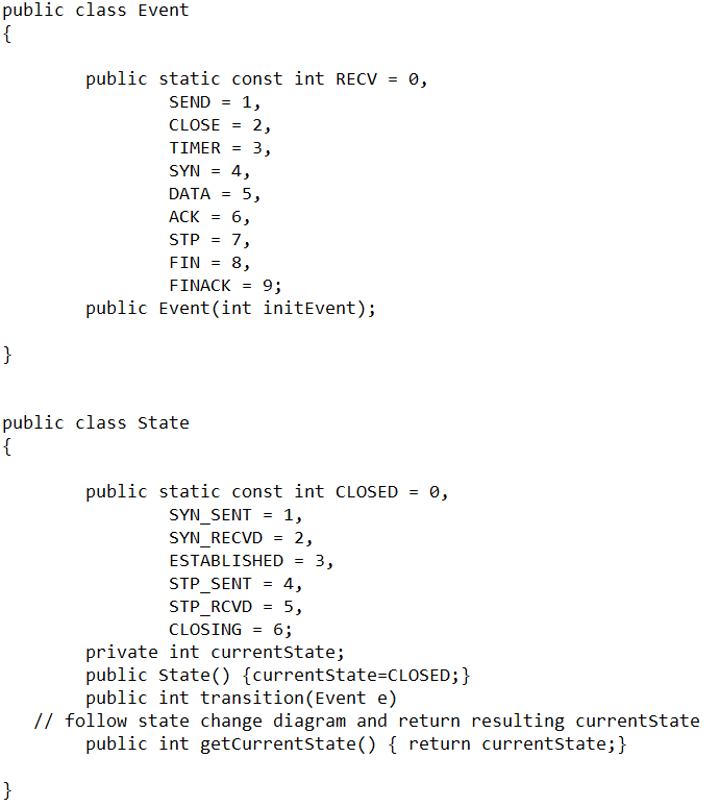 public class Event
{
public static const int RECV = 0,
SEND = 1,
CLOSE = 2,
TIMER = 3,
SYN = 4,
DATA = 5,
ACK = 6,
STP = 7,
FIN = 8,
FINACK = 9;
public Event(int initEvent);
}
public class State
{
public static const int CLOSED = 0,
SYN_SENT = 1,
SYN_RECVD = 2,
ESTABLISHED = 3,
STP_SENT = 4,
STP_RCVD = 5,
CLOSING = 6;
private int currentState;
public State() {currentState=CLOSED;}
public int transition(Event e)
// follow state change diagram and return resulting currentState
public int getCurrentState() { return currentState;}
}